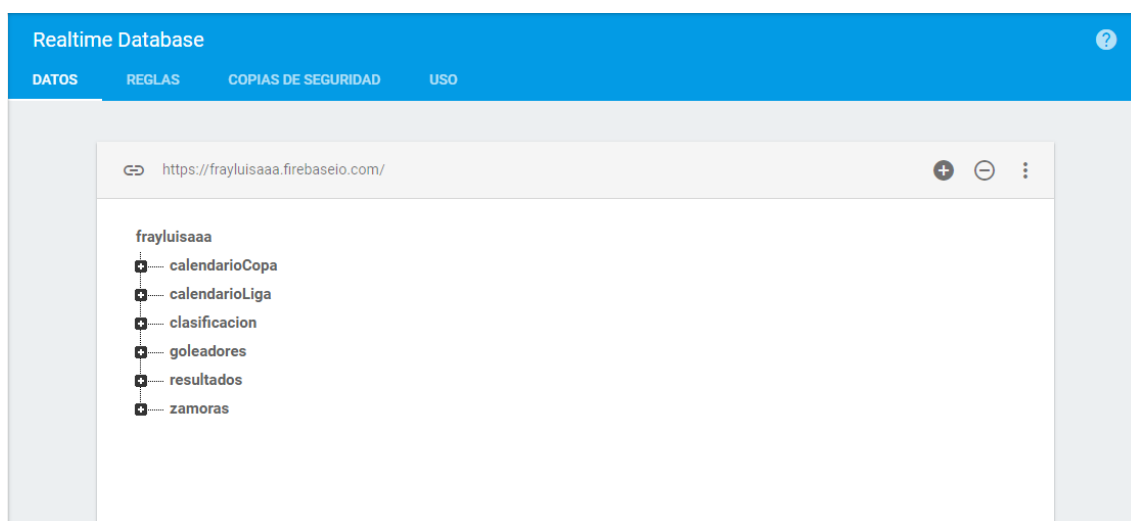 Realtime Database
DATOS REGLAS COPIAS DE SEGURIDAD USO
https://frayluisaaa.firebaseio.com/
frayluisaaa
calendarioCopa
calendarioLiga
clasificacion
goleadores
resultados
zamoras